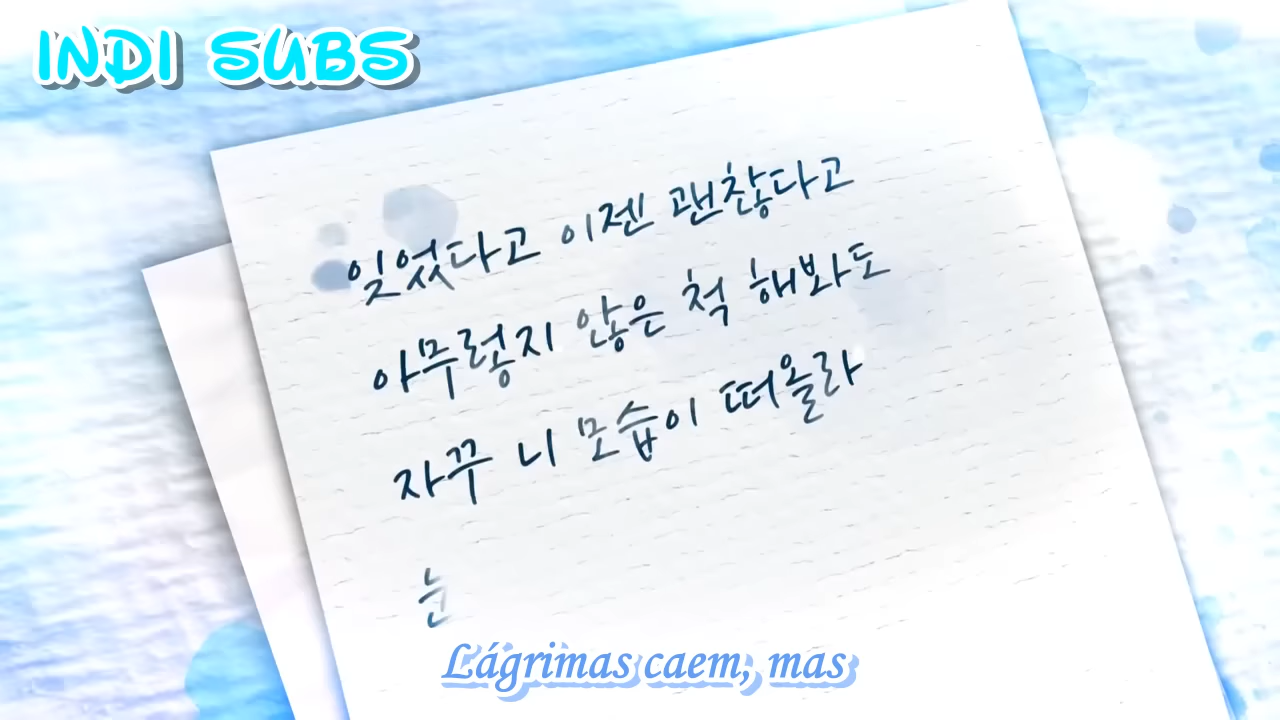 INDI SUBS
잊었다고 이젠 괜찮다고
아무렇지 않은 척 해봐도
자꾸 니 모습이 떠올라
눈
Lágrimas caem, mas